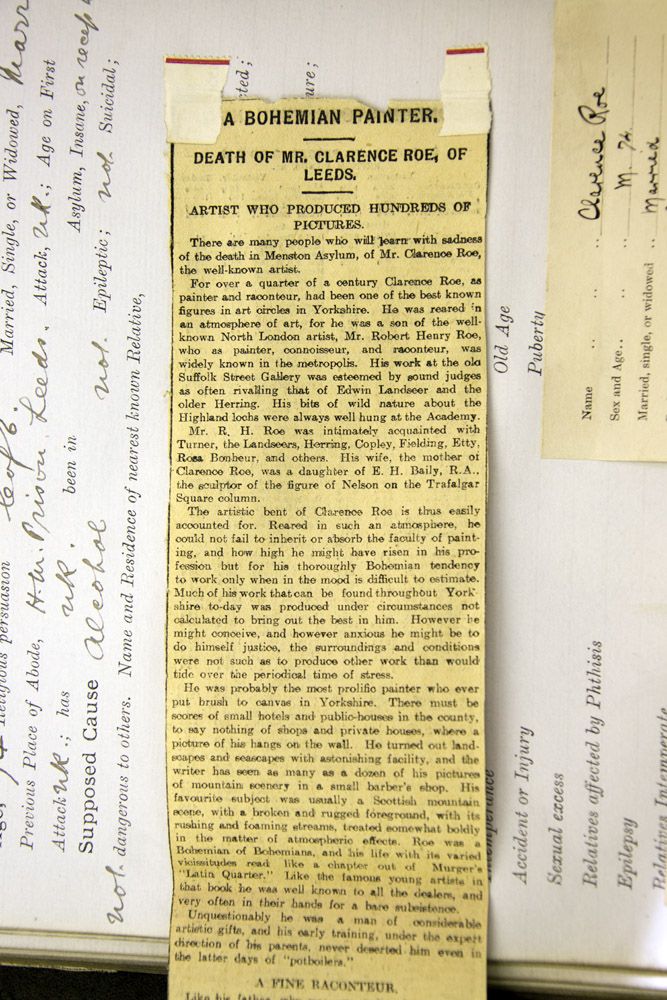 A BOHEMIAN PAINTER.
DEATH OF MR. CLARENCE ROE, OF
LEEDS.
ARTIST WHO PRODUCED HUNDREDS OF
PICTURES.
There are many people who will learn with sadness
of the death in Menston Asylum, of Mr. Clarence Roe,
the well-known artist.
For over a quarter of a century Clarence Roe, as
painter and raconteur, had been one of the best known
figures in art circles in Yorkshire. He was reared in
an atmosphere of art, for he was a son of the well-
known North London artist, Mr. Robert Henry Roe,
who as painter, connoisseur, and raconteur, was
widely known in the metropolis. His work at the old
Suffolk Street Gallery was esteemed by sound judges
as often rivalling that of Edwin Landseer and the
older Herring. His bits of wild nature about the
Highland lochs were always well hung at the Academy.
Mr. R. H. Roe was intimately acquainted with
Turner, the Landseers, Herring, Copley, Fielding, Etty,
Rosa Bonheur, and others. His wife, the mother of
Clarence Roe, was a daughter of E. H. Baily, R.A.,
the sculptor of the figure of Nelson on the Trafalgar
Square column.
The artistic bent of Clarence Roe is thus easily
accounted for. Reared in such an atmosphere, he
could not fail to inherit or absorb the faculty of paint-
ing, and how high he might have risen in his pro-
fession but for his thoroughly Bohemian tendency
to work only when in the mood is difficult to estimate.
Much of his work that can be found throughout York-
shire to-day was produced under circumstances not
calculated to bring out the best in him. However he
might conceive, and however anxious he might be to
do himself justice, the surroundings and conditions
were not such as to produce other work than would
tide over the periodical time of stress.
He was probably the most prolific painter who ever
put brush to canvas in Yorkshire. There must be
scores of small hotels and public-houses in the county,
to say nothing of shops and private houses, where a
picture of his hangs on the wall. He turned out land-
scapes and seascapes with astonishing facility, and the
writer has seen as many as a dozen of his pictures
of mountain scenery in a small barber's shop. His
favourite subject was usually a Scottish mountain
scene, with a broken and rugged foreground, with its
rushing and foaming streams, treated somewhat boldly
in the matter of atmospheric effects. Roe was a
Bohemian of Bohemians, and his life with its varied
vicissitudes read like a chapter out of Murger's
"Latin Quarter." Like the famous young artists in
that book he was well known to all the dealers, and
very often in their hands for a bare subsistence.
Unquestionably he was a man of considerable
artistic gifts, and his early training, under the expert
direction of his parents, never deserted him even in
the latter days of "potboilers."
A FINE RACONTEUR.
Like his father
Married, Single, or Widowed, Marr
Religious persuasion C of E
Previous Place of Abode, H.M. Prison Leeds. Attack, uk.; Age on First
Attack uk.; has uk. been in Asylum, Insane, on recep
Supposed Cause Alcohol not Epileptic; not Suicidal;
not dangerous to others. Name and Residence of nearest known Relative,
cted;
ure;
Old Age
Puberty
Intemperance
Accident or Injury
Sexual excess
Relatives affected by Phthisis
Epilepsy
Relatives Intemperate
Name .. .. Clarence Roe
Sex and Age... .. M. 74
Married, single, or widowed .. Married